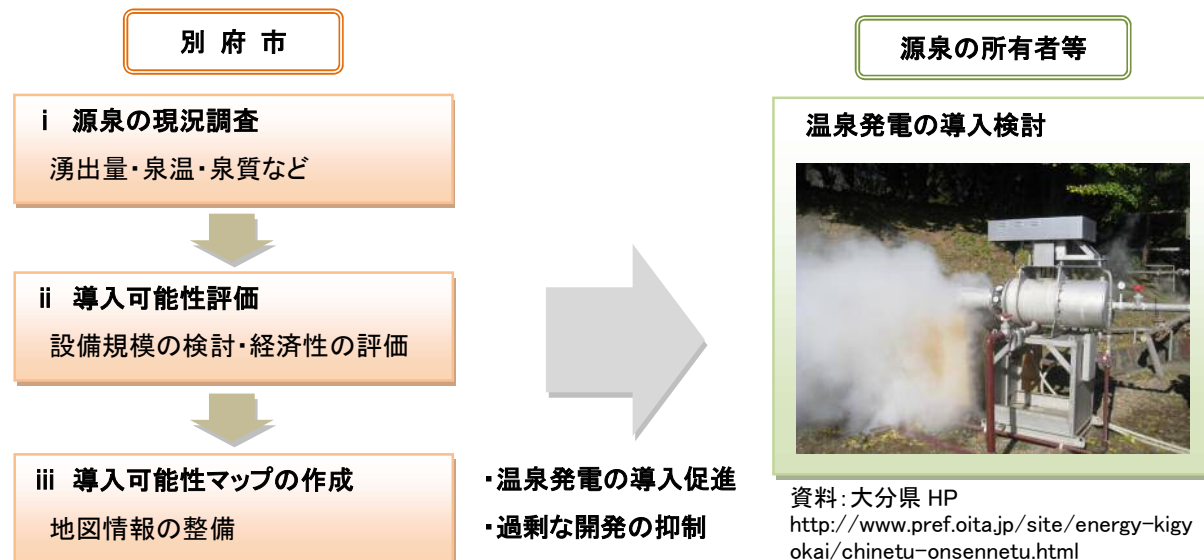 別 府 市
ⅰ 源泉の現況調査
湧出量・泉温・泉質など
ⅱ 導入可能性評価
設備規模の検討・経済性の評価
ⅲ 導入可能性マップの作成
地図情報の整備
・温泉発電の導入促進
・過剰な開発の抑制
源泉の所有者等
温泉発電の導入検討
資料：大分県 HP
http://www.pref.oita.jp/site/energy-kigy
okai/chinetu-onsennetu.html